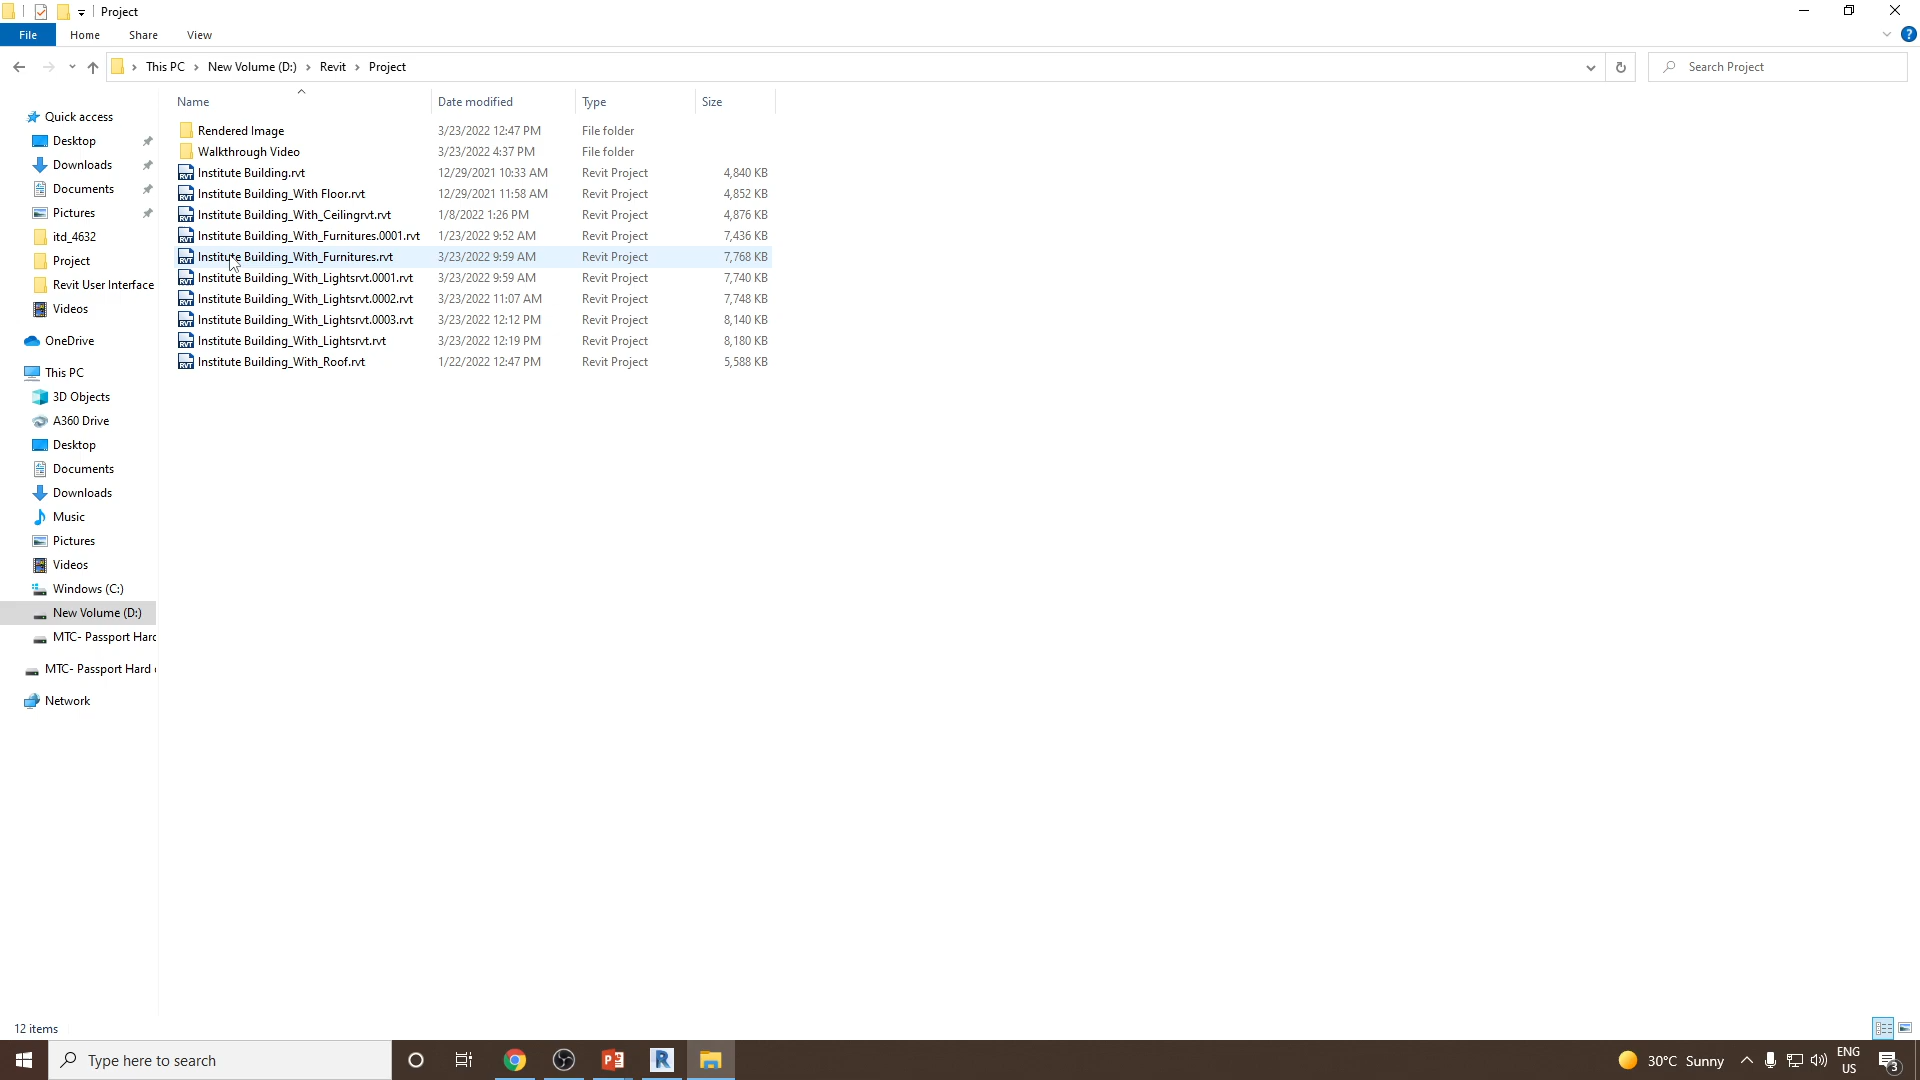 Project
File Home Share View
This PC New Volume (D:) Revit Project Search Project
Name Date modified Type Size
Quick access
Desktop
Downloads
Documents
Pictures
itd_4632
Project
Revit User Interface
Videos
OneDrive
This PC
3D Objects
A360 Drive
Desktop
Documents
Downloads
Music
Pictures
Videos
Windows (C:)
New Volume (D:)
MTC- Passport Harc
MTC- Passport Hard
Network
Rendered Image 3/23/2022 12:47 PM File folder
Walkthrough Video 3/23/2022 4:37 PM File folder
Institute Building.rvt 12/29/2021 10:33 AM Revit Project 4,840 KB
Institute Building_With Floor.rvt 12/29/2021 11:58 AM Revit Project 4,852 KB
Institute Building_With_Ceilingrvt.rvt 1/8/2022 1:26 PM Revit Project 4,876 KB
Institute Building_With_Furnitures.0001.rvt 1/23/2022 9:52 AM Revit Project 7,436 KB
Institute Building_With_Furnitures.rvt 3/23/2022 9:59 AM Revit Project 7,768 KB
Institute Building_With_Lightsrvt.0001.rvt 3/23/2022 9:59 AM Revit Project 7,740 KB
Institute Building_With_Lightsrvt.0002.rvt 3/23/2022 11:07 AM Revit Project 7,748 KB
Institute Building_With_Lightsrvt.0003.rvt 3/23/2022 12:12 PM Revit Project 8,140 KB
Institute Building_With_Lightsrvt.rvt 3/23/2022 12:19 PM Revit Project 8,180 KB
Institute Building_With_Roof.rvt 1/22/2022 12:47 PM Revit Project 5,588 KB
12 items
Type here to search
30°C Sunny
ENG
US
3